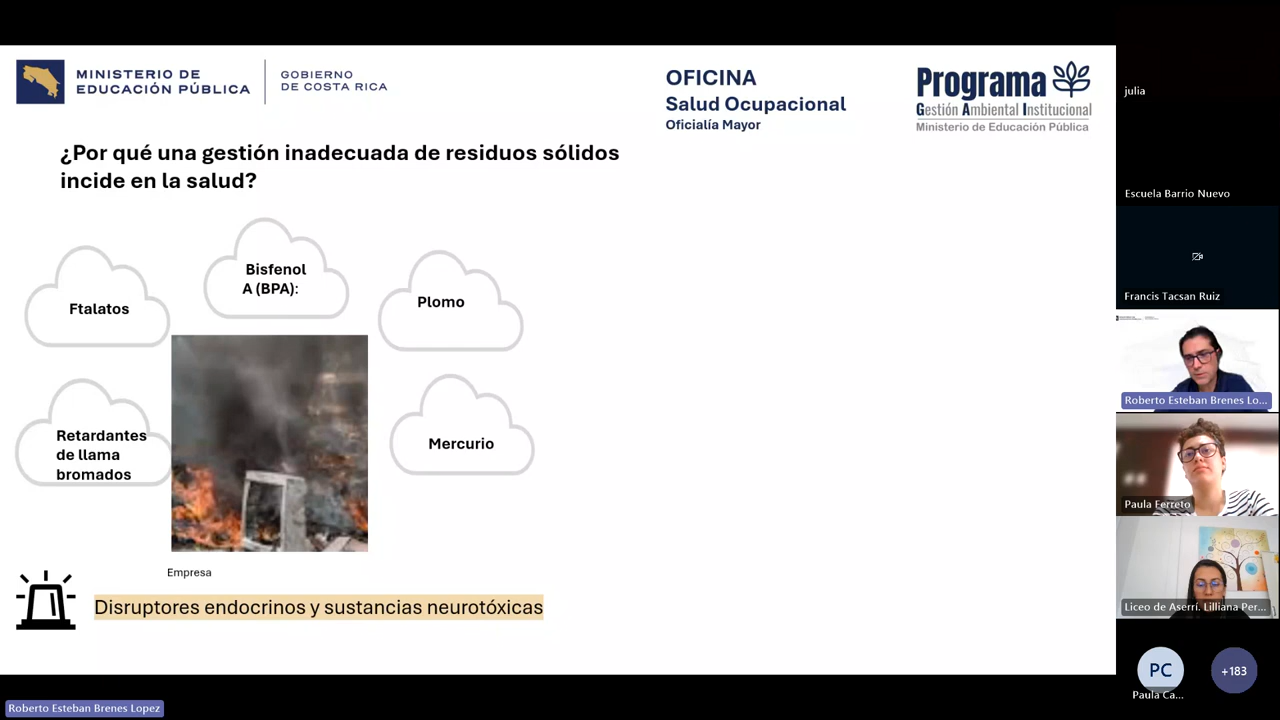 MINISTERIO DE
EDUCACIÓN PÚBLICA
GOBIERNO
DE COSTA RICA
OFICINA
Salud Ocupacional
Oficialía Mayor
Programa
Gestión Ambiental Institucional
Ministerio de Educación Pública
¿Por qué una gestión inadecuada de residuos sólidos
incide en la salud?
Ftalatos
Bisfenol
A (BPA):
Plomo
Retardantes
de llama
bromados
Mercurio
Empresa
Disruptores endocrinos y sustancias neurotóxicas
Roberto Esteban Brenes Lopez
julia
Escuela Barrio Nuevo
Francis Tacsan Ruiz
Roberto Esteban Brenes Lo...
Paula Ferreto
Liceo de Aserrí. Lilliana Per...
PC
Paula Ca...
+183